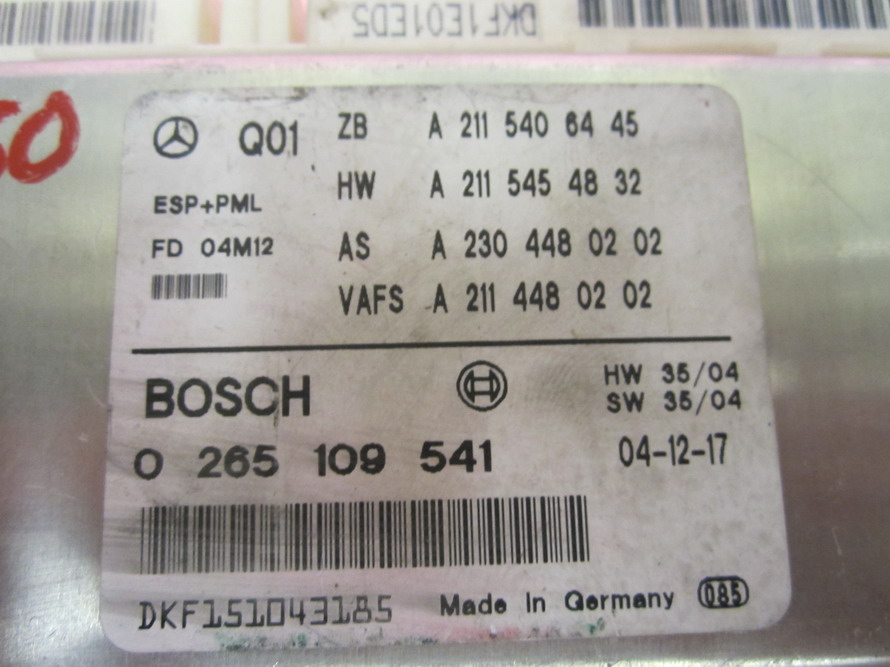 DKF1E01ED5
50
Q01
ZB A 211 540 64 45
HW A 211 545 48 32
ESP+PML
FD 04M12
AS A 230 448 02 02
VAFS A 211 448 02 02
BOSCH
HW 35/04
SW 35/04
0 265 109 541
04-12-17
DKF151043185
Made In Germany
085